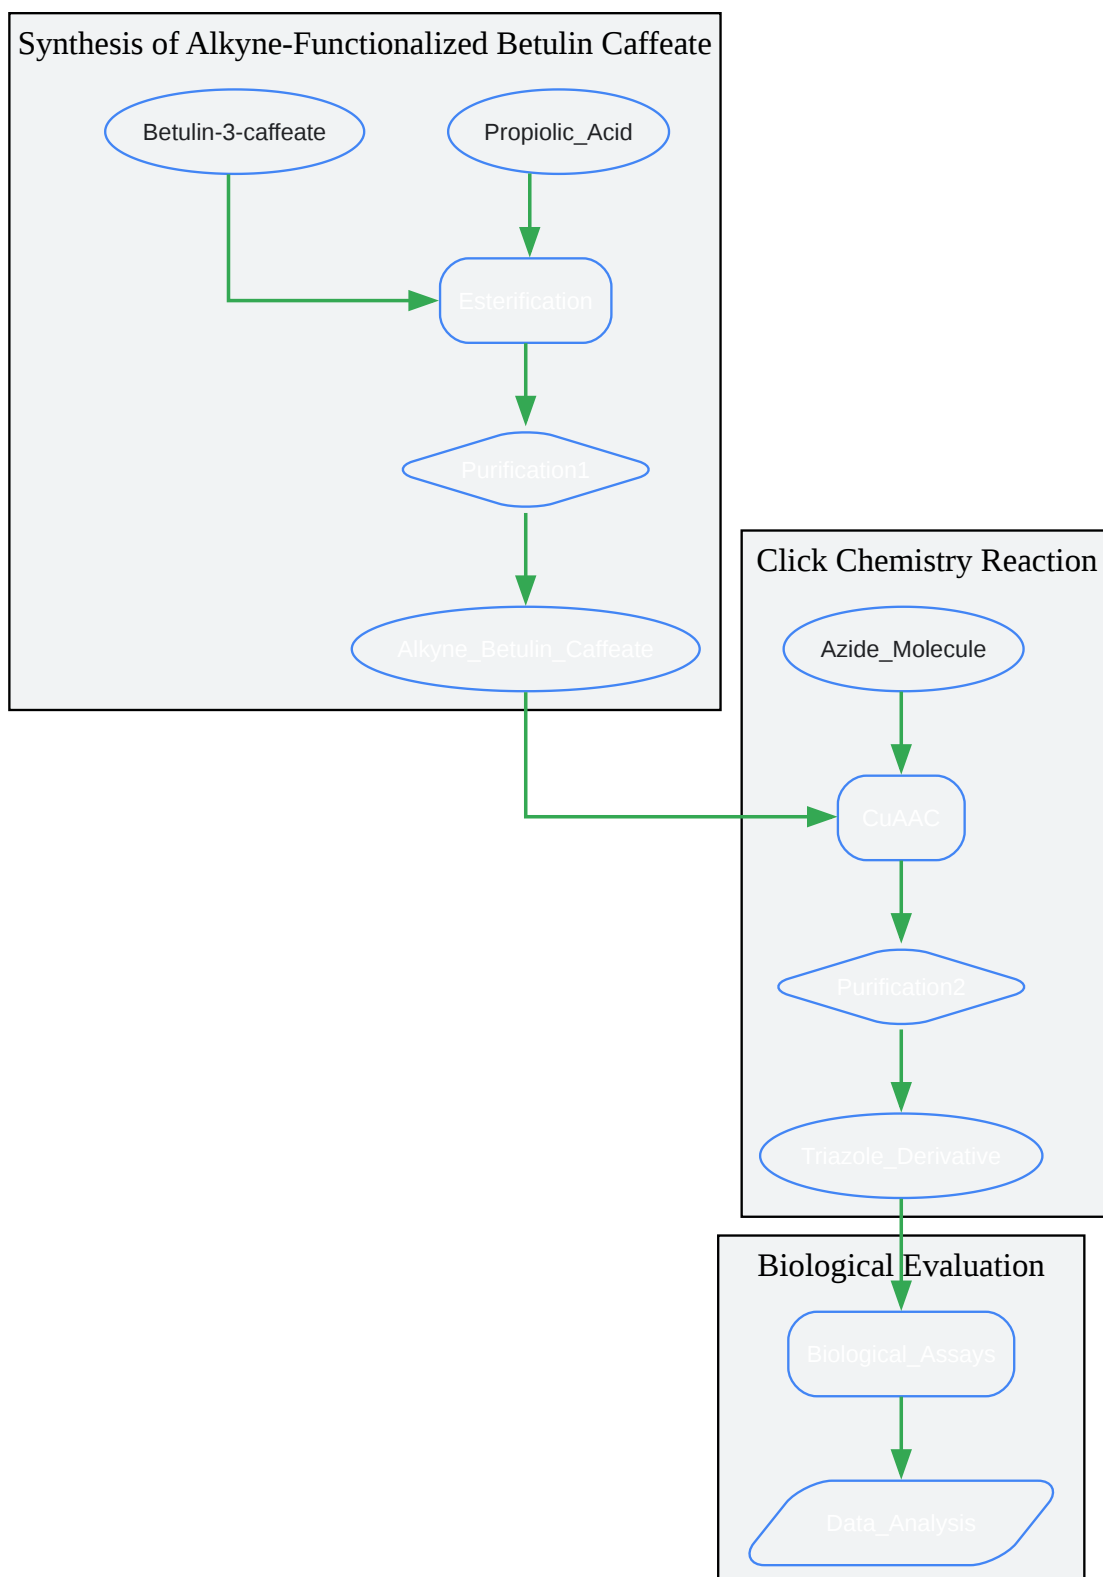 Synthesis of Alkyne-Functionalized Betulin Caffeate
Betulin-3-caffeate
Propiolic_Acid
Esterification
Purification1
Alkyne_Betulin_Caffeate
Click Chemistry Reaction
Azide_Molecule
CuAAC
Purification2
Triazole_Derivative
Biological Evaluation
Biological_Assays
Data_Analysis